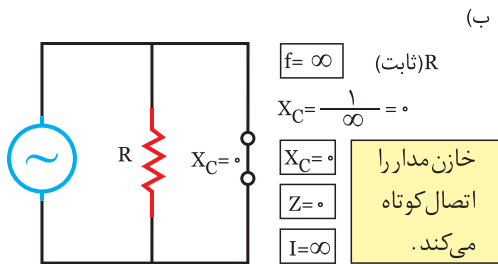 ب)
f= ∞
R (ثابت)
X_C= ۱/∞ = ۰
R
X_C= ۰
X_C= ۰
Z= ۰
I=∞
خازن مدار را
اتصال کوتاه
می‌کند.